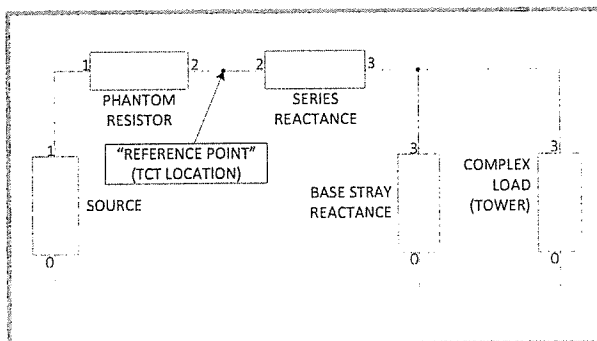 1 2 2 3
PHANTOM
RESISTOR
SERIES
REACTANCE
"REFERENCE POINT"
(TCT LOCATION)
1
SOURCE
0
3
BASE STRAY
REACTANCE
0
3
COMPLEX
LOAD
(TOWER)
0